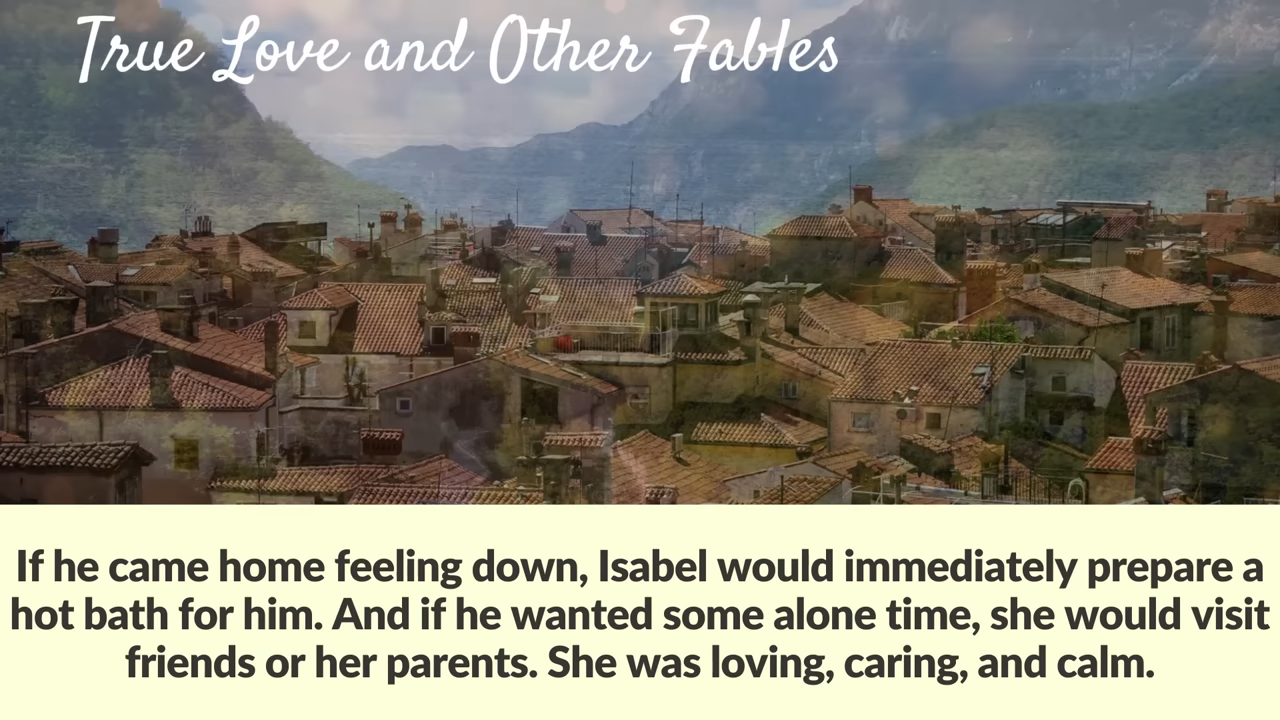 True Love and Other Fables
If he came home feeling down, Isabel would immediately prepare a
hot bath for him. And if he wanted some alone time, she would visit
friends or her parents. She was loving, caring, and calm.